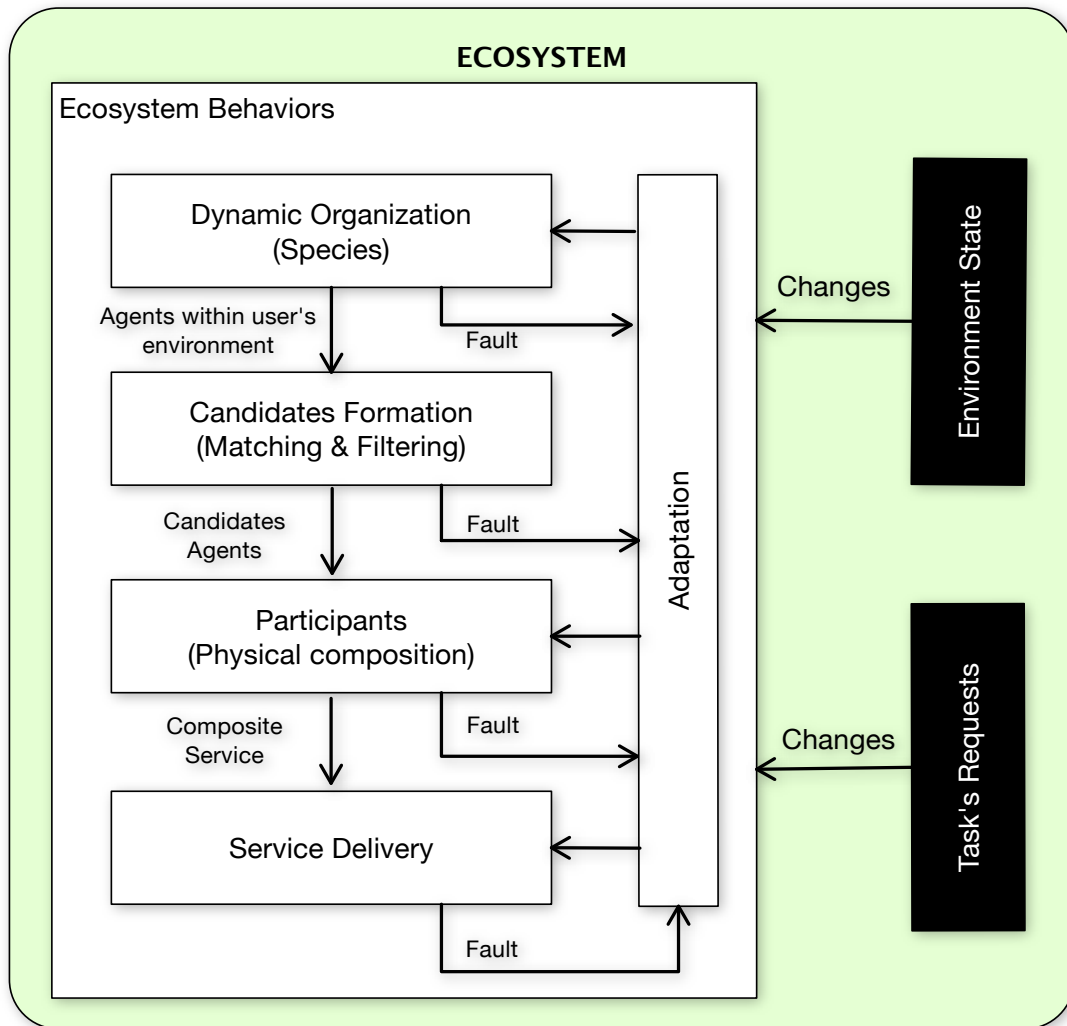 ECOSYSTEM
Ecosystem Behaviors
Dynamic Organization
(Species)
Agents within user's
environment
Fault
Candidates Formation
(Matching & Filtering)
Candidates
Agents
Fault
Participants
(Physical composition)
Composite
Service
Fault
Service Delivery
Fault
Adaptation
Changes
Environment State
Changes
Task's Requests